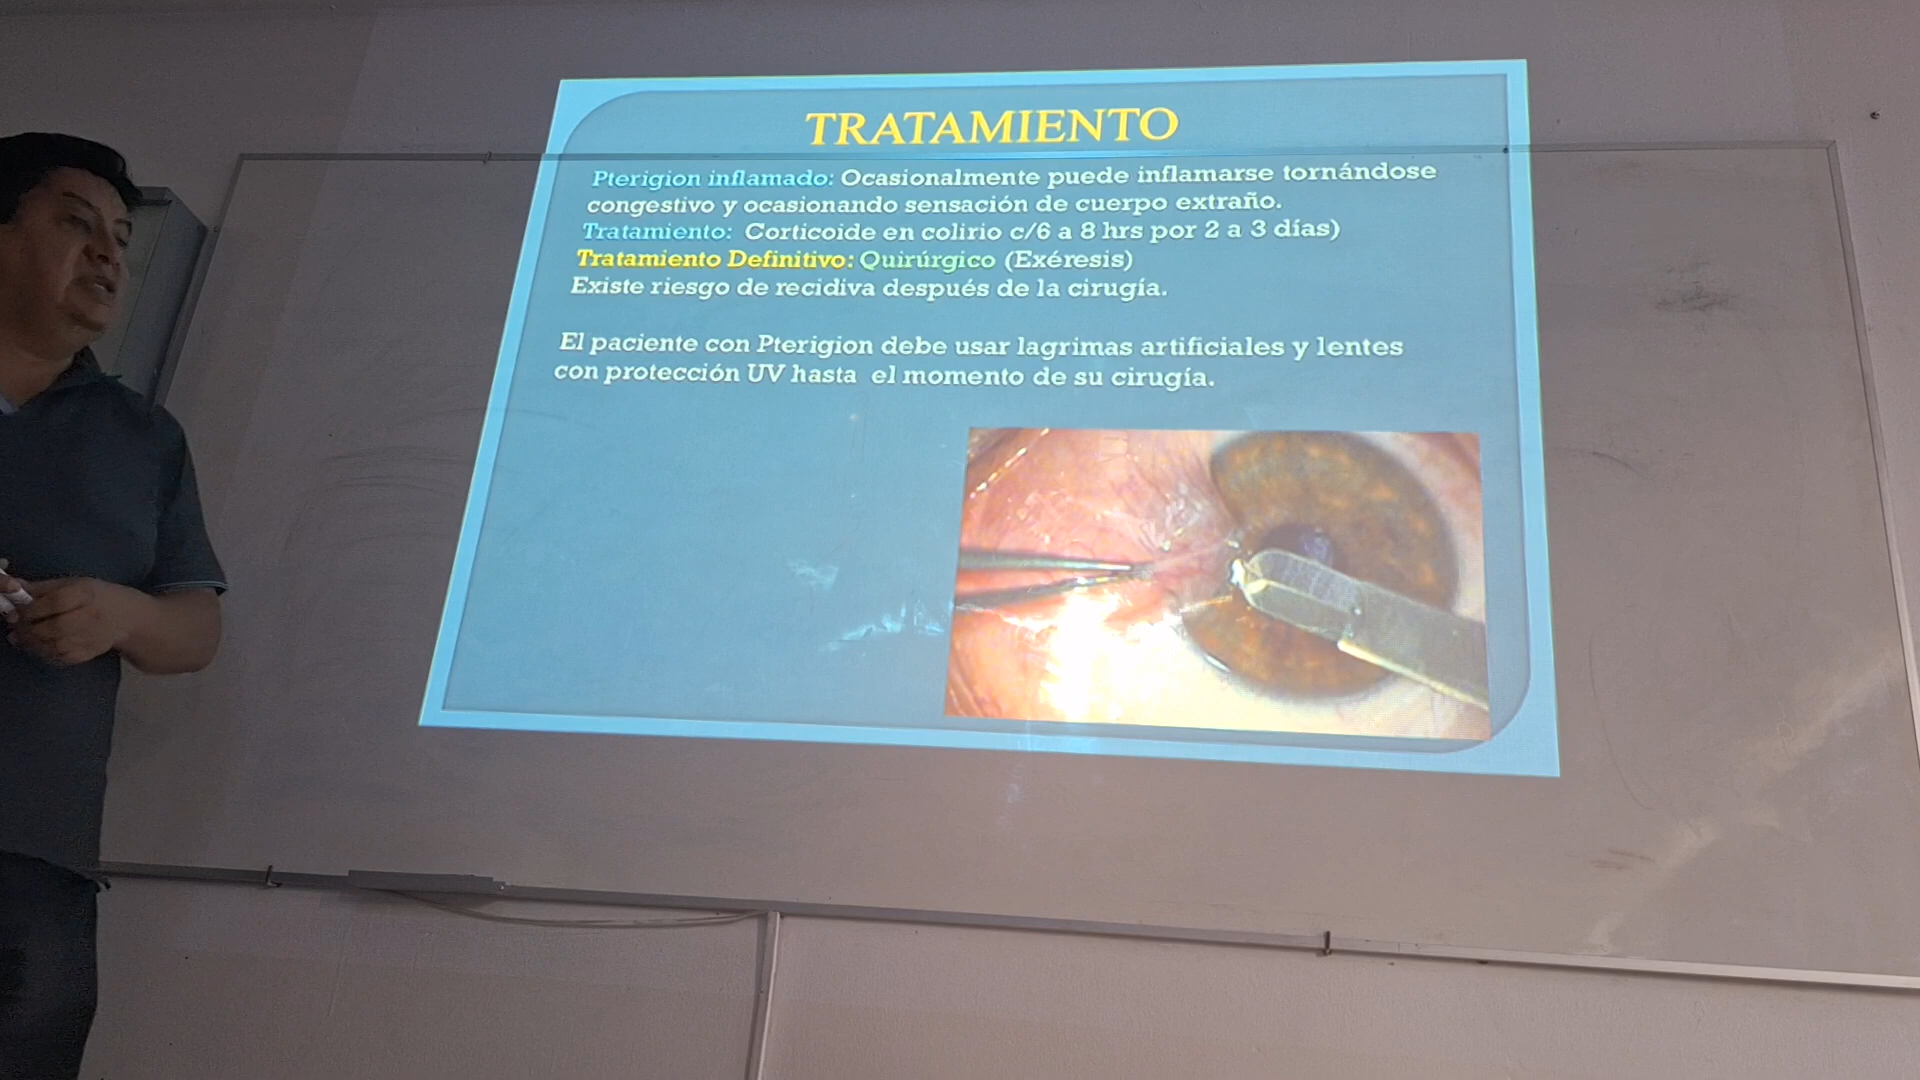 TRATAMIENTO
Pterigion inflamado: Ocasionalmente puede inflamarse tornándose
congestivo y ocasionando sensación de cuerpo extraño.
Tratamiento: Corticoide en colirio c/6 a 8 hrs por 2 a 3 días)
Tratamiento Definitivo: Quirúrgico (Exéresis)
Existe riesgo de recidiva después de la cirugía.
El paciente con Pterigion debe usar lagrimas artificiales y lentes
con protección UV hasta el momento de su cirugía.